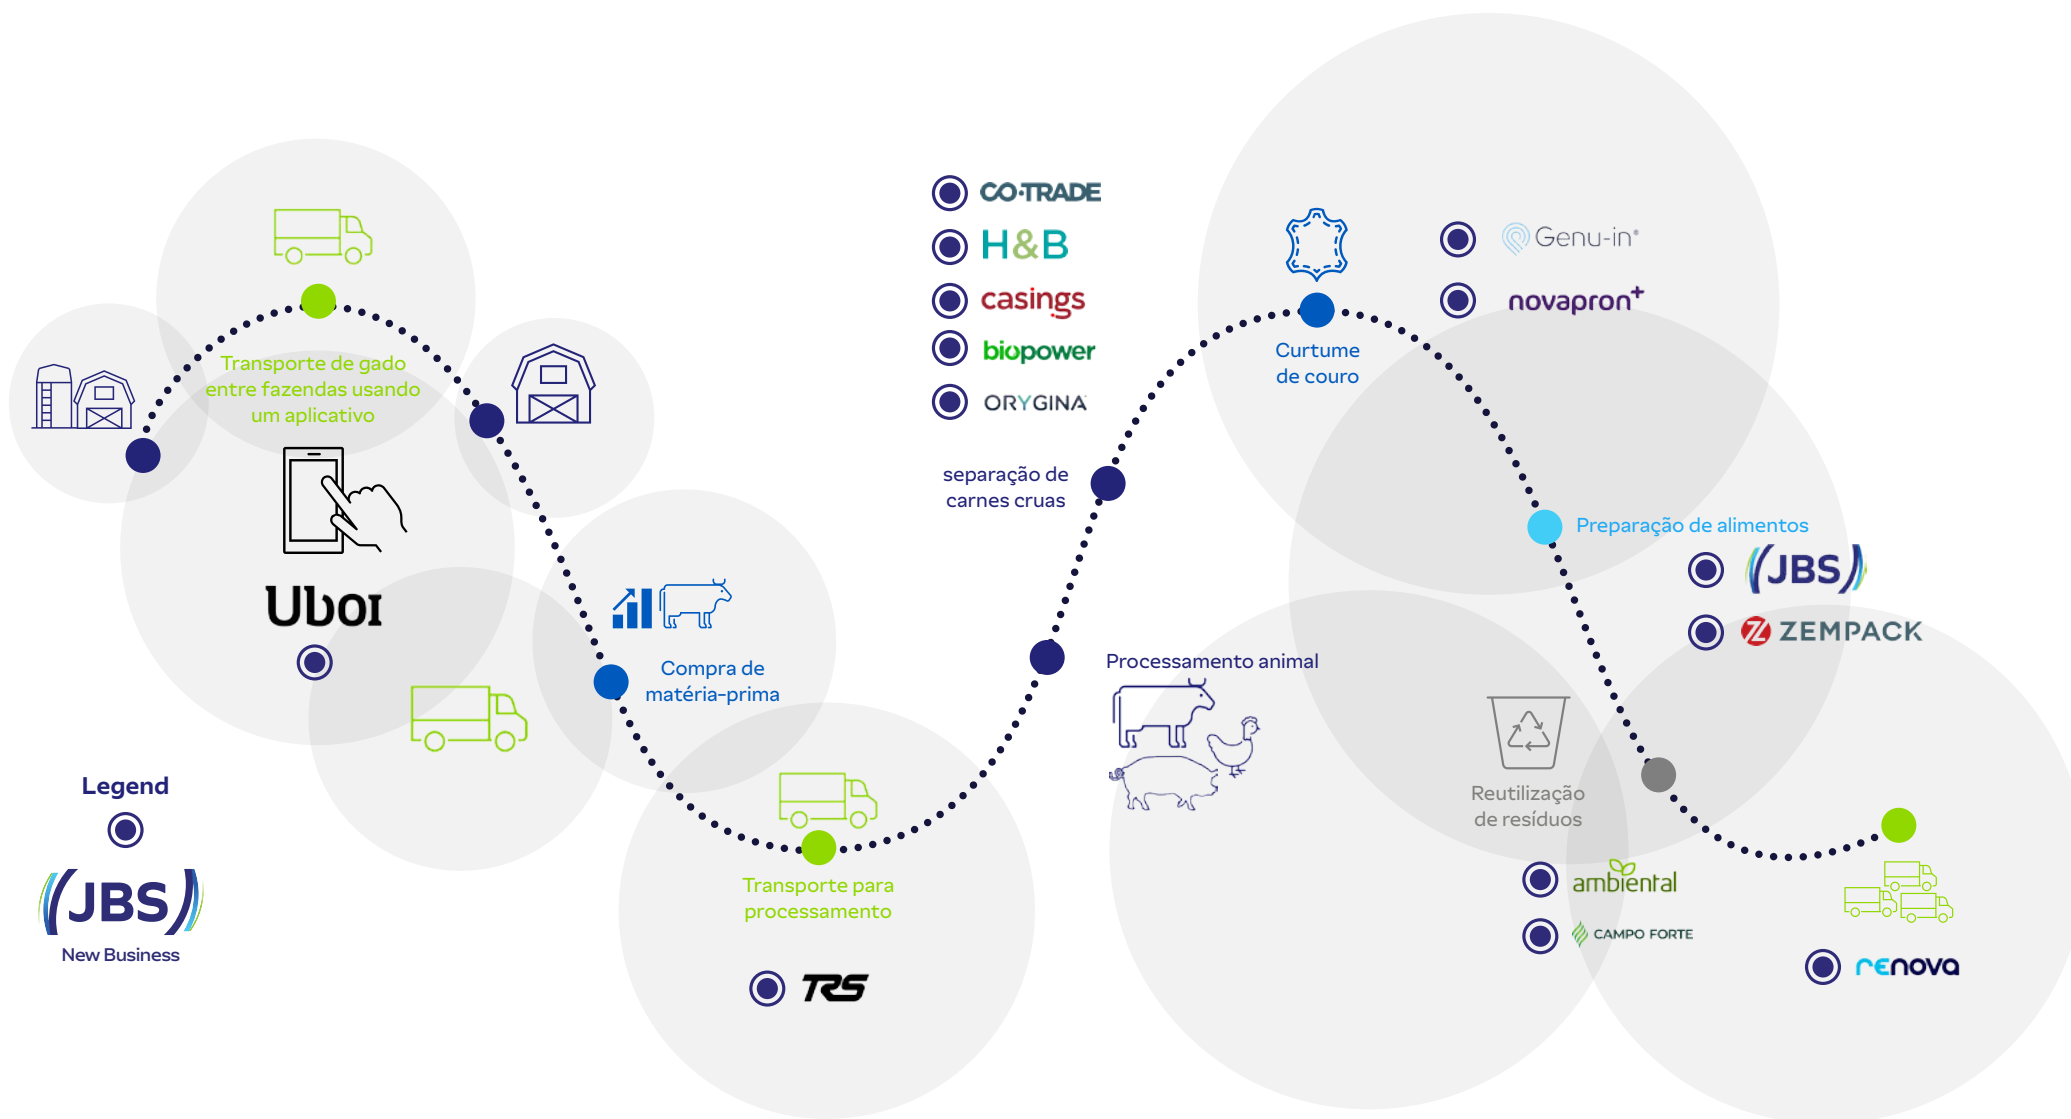 Transporte de gado
entre fazendas usando
um aplicativo
Uboi
Compra de
matéria-prima
Transporte para
processamento
TRS
CO·TRADE
H&B
casings
biopower
ORYGINA
separação de
carnes cruas
Processamento animal
Curtume
de couro
Genu-in®
novapron+
Preparação de alimentos
JBS
ZEMPACK
Reutilização
de resíduos
ambiental
CAMPO FORTE
renova
Legend
JBS
New Business